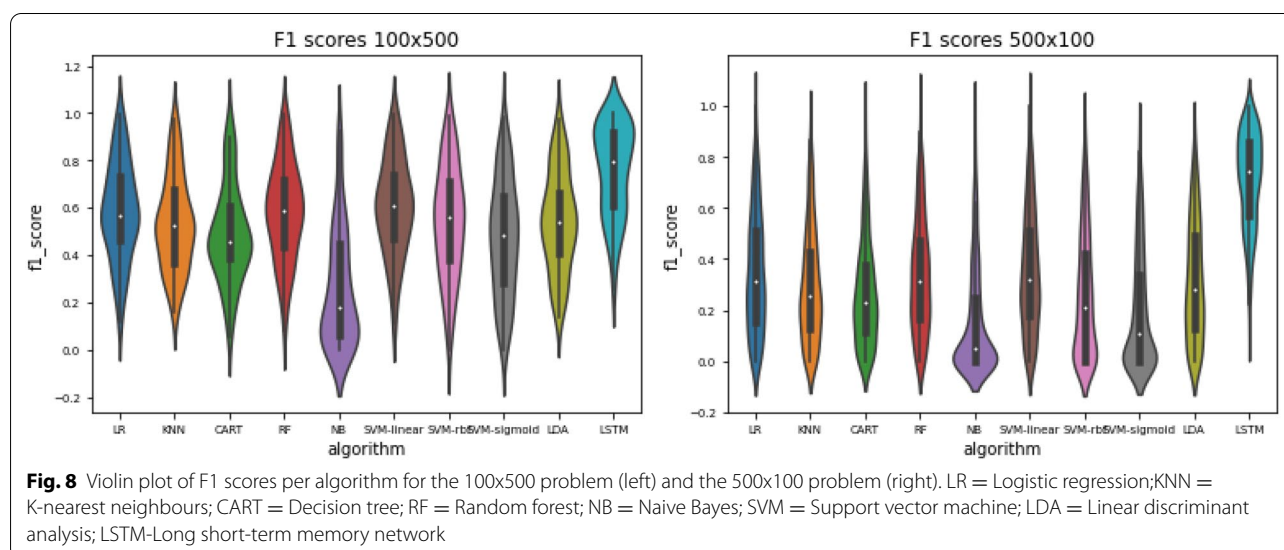 F1 scores 100x500
F1 scores 500x100
1.2
1.0
0.8
0.6
0.4
0.2
0.0
−0.2
f1_score
LR KNN CART RF NB SVM-linear SVM-rbf SVM-sigmoid LDA LSTM
algorithm
1.0
0.8
0.6
0.4
0.2
0.0
−0.2
f1_score
LR KNN CART RF NB SVM-linear SVM-rbf SVM-sigmoid LDA LSTM
algorithm
Fig. 8 Violin plot of F1 scores per algorithm for the 100x500 problem (left) and the 500x100 problem (right). LR = Logistic regression;KNN =
K-nearest neighbours; CART = Decision tree; RF = Random forest; NB = Naive Bayes; SVM = Support vector machine; LDA = Linear discriminant
analysis; LSTM-Long short-term memory network